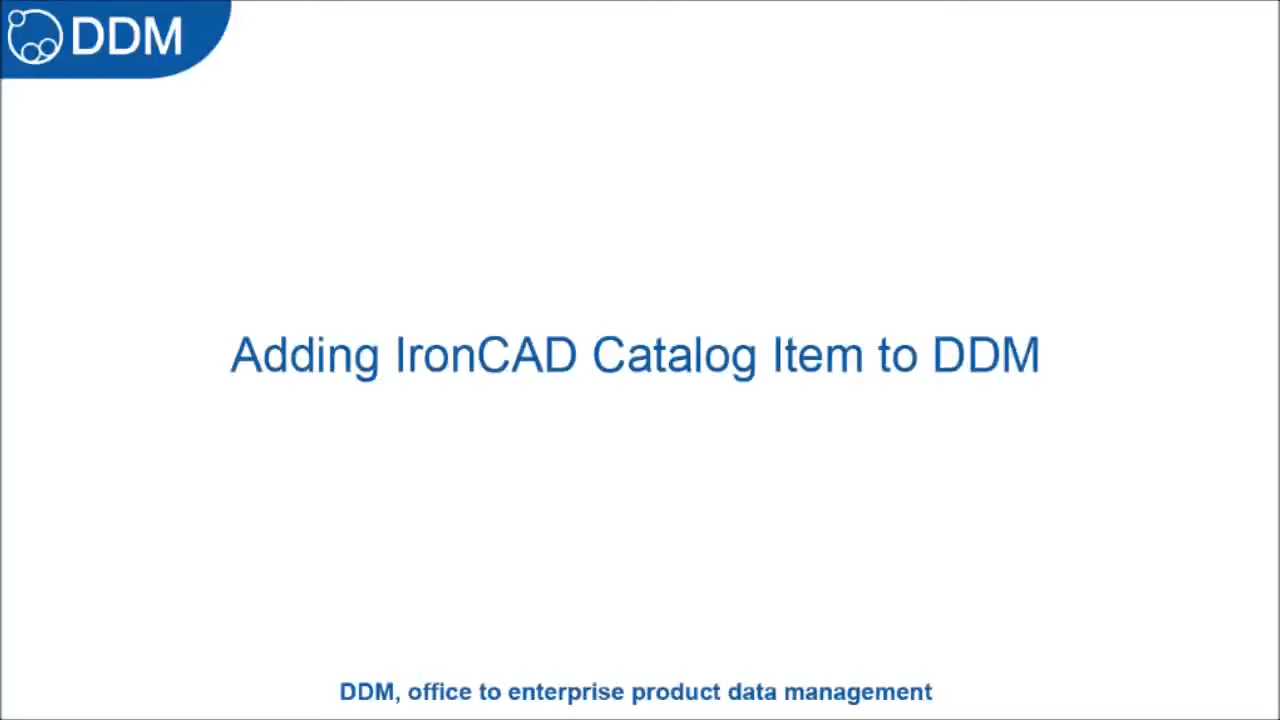 DDM
Adding IronCAD Catalog Item to DDM
DDM, office to enterprise product data management